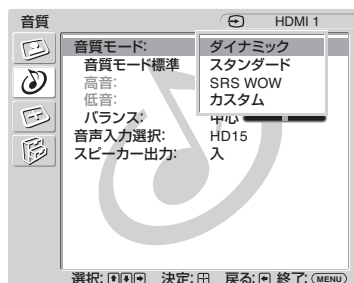 音質 HDMI 1
音質モード: ダイナミック
音質モード標準 スタンダード
高音: SRS WOW
低音: カスタム
バランス: 中心
音声入力選択: HD15
スピーカー出力: 入
選択: 決定: 戻る: 終了: MENU